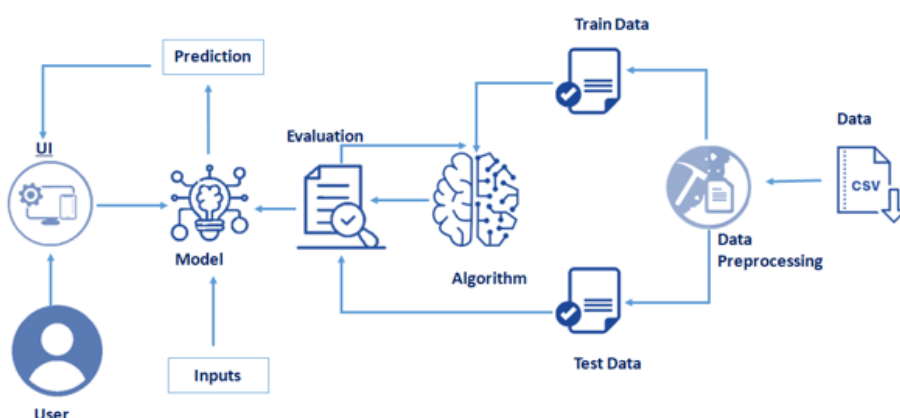 Train Data
Prediction
Data
Evaluation
UI
CSV
Model
Data
Preprocessing
Algorithm
Inputs
Test Data
User